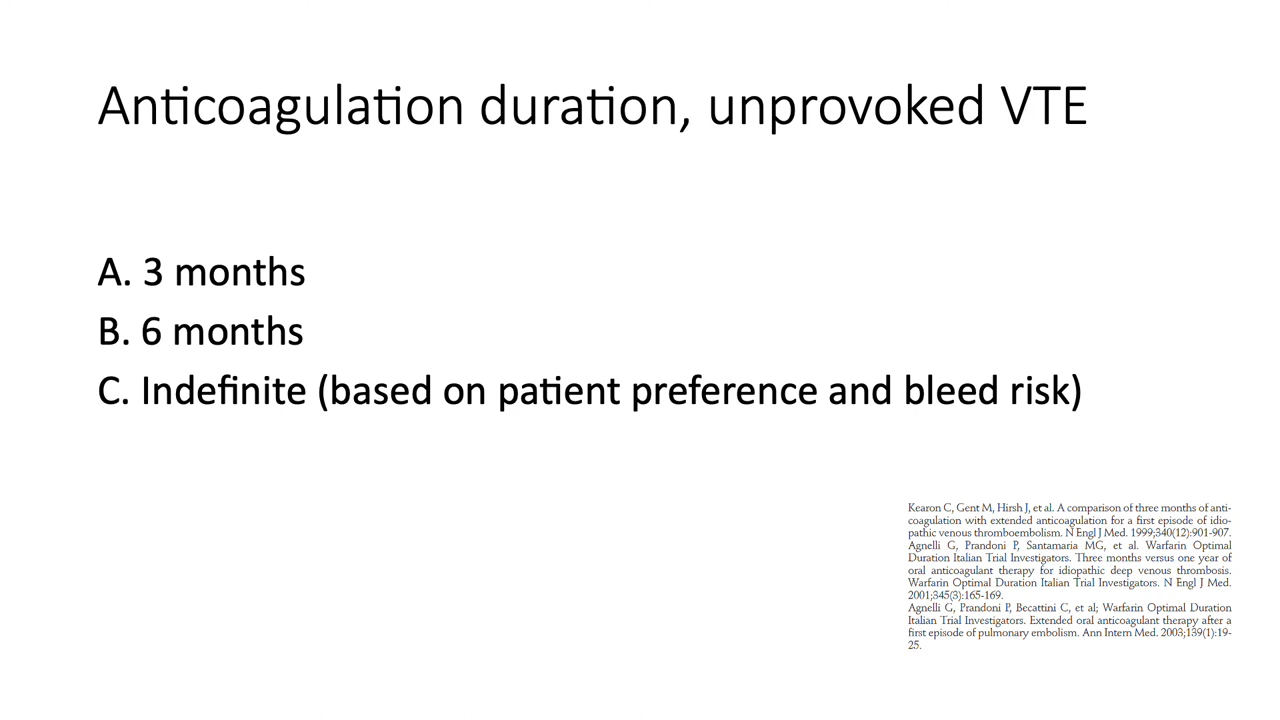 Anticoagulation duration, unprovoked VTE
A. 3 months
B. 6 months
C. Indefinite (based on patient preference and bleed risk)
Kearon C, Gent M, Hirsh J, et al. A comparison of three months of anti-
coagulation with extended anticoagulation for a first episode of idio-
pathic venous thromboembolism. N Engl J Med. 1999;340(12):901-907.
Agnelli G, Prandoni P, Santamaria MG, et al. Warfarin Optimal
Duration Italian Trial Investigators. Three months versus one year of
oral anticoagulant therapy for idiopathic deep venous thrombosis.
Warfarin Optimal Duration Italian Trial Investigators. N Engl J Med.
2001;345(3):165-169.
Agnelli G, Prandoni P, Becattini C, et al; Warfarin Optimal Duration
Italian Trial Investigators. Extended oral anticoagulant therapy after a
first episode of pulmonary embolism. Ann Intern Med. 2003;139(1):19-
25.